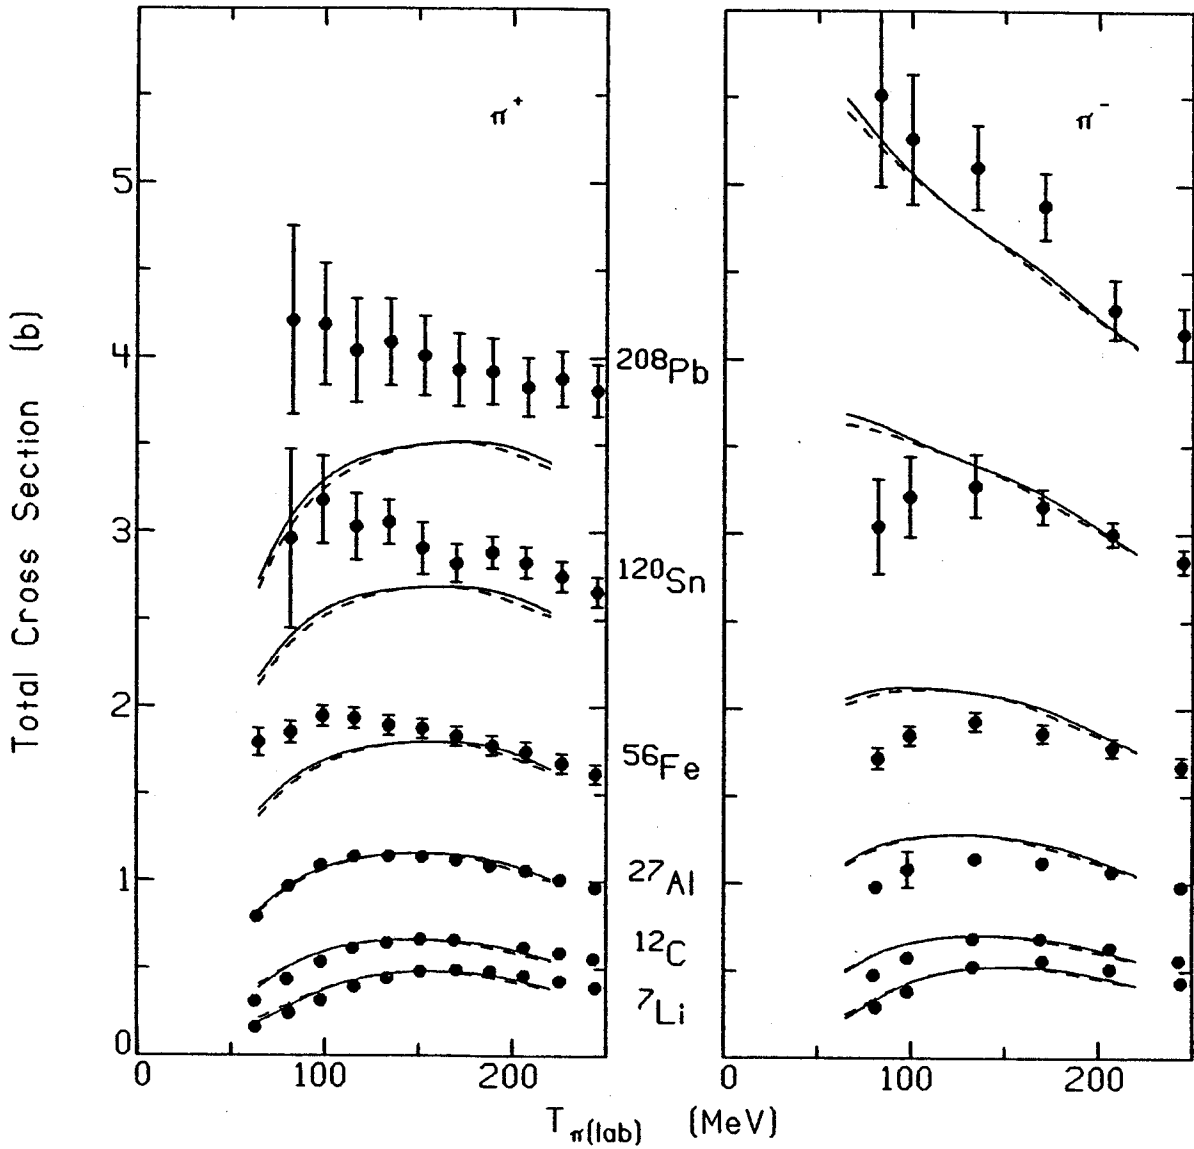 π⁺ π⁻
5
4
3
2
1
0
Total Cross Section (b)
²⁰⁸Pb
¹²⁰Sn
⁵⁶Fe
²⁷Al
¹²C
⁷Li
0 100 200 0 100 200
T π(lab) (MeV)